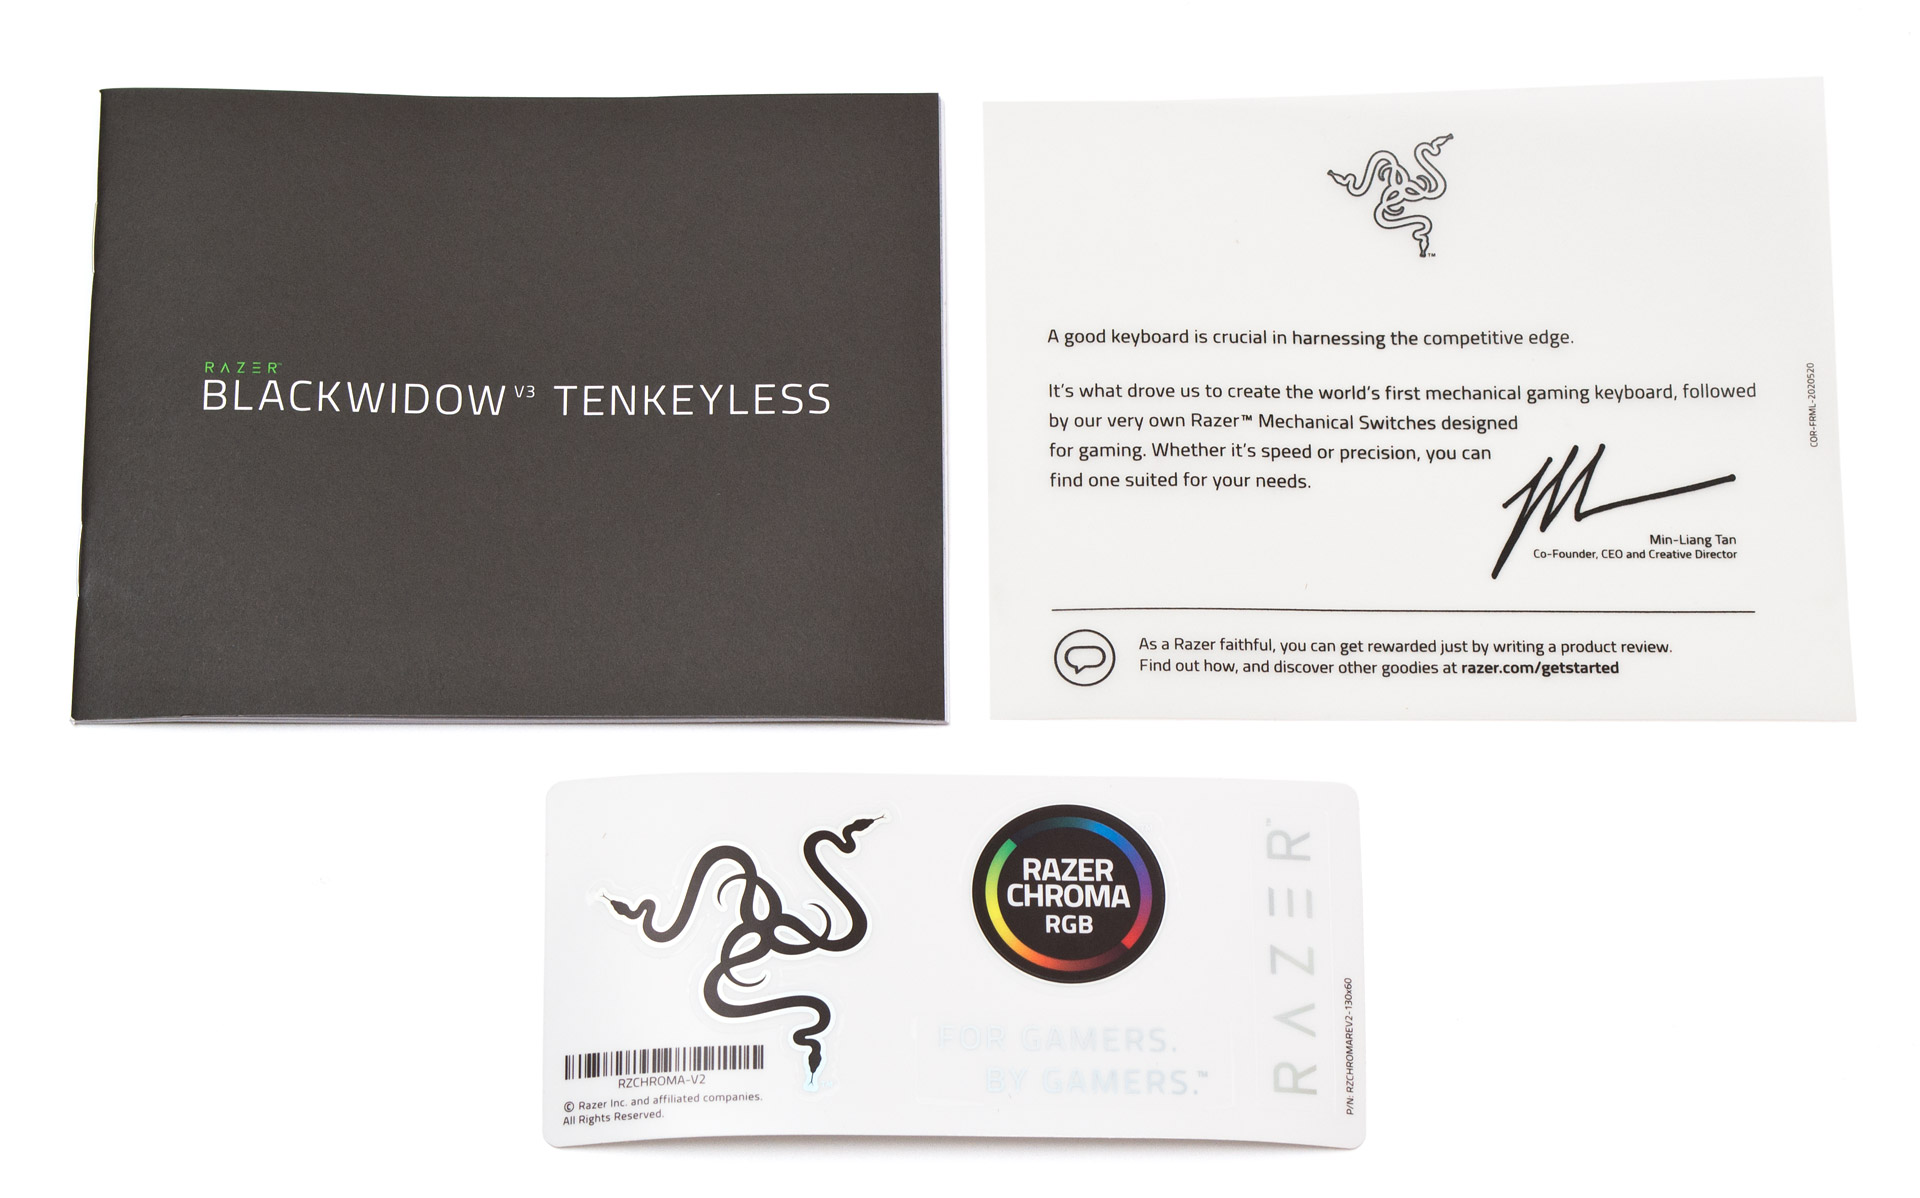 RAZER™
BLACKWIDOW V3 TENKEYLESS
™
A good keyboard is crucial in harnessing the competitive edge.
It's what drove us to create the world's first mechanical gaming keyboard, followed
by our very own Razer™ Mechanical Switches designed
for gaming. Whether it's speed or precision, you can
find one suited for your needs.
Min-Liang Tan
Co-Founder, CEO and Creative Director
As a Razer faithful, you can get rewarded just by writing a product review.
Find out how, and discover other goodies at razer.com/getstarted
COR-FRML-2020520
RAZER
CHROMA
RGB
FOR GAMERS.
BY GAMERS.™
RAZER™
RZCHROMA-V2
© Razer Inc. and affiliated companies.
All Rights Reserved.
P/N: RZCHROMAREV2-130x60